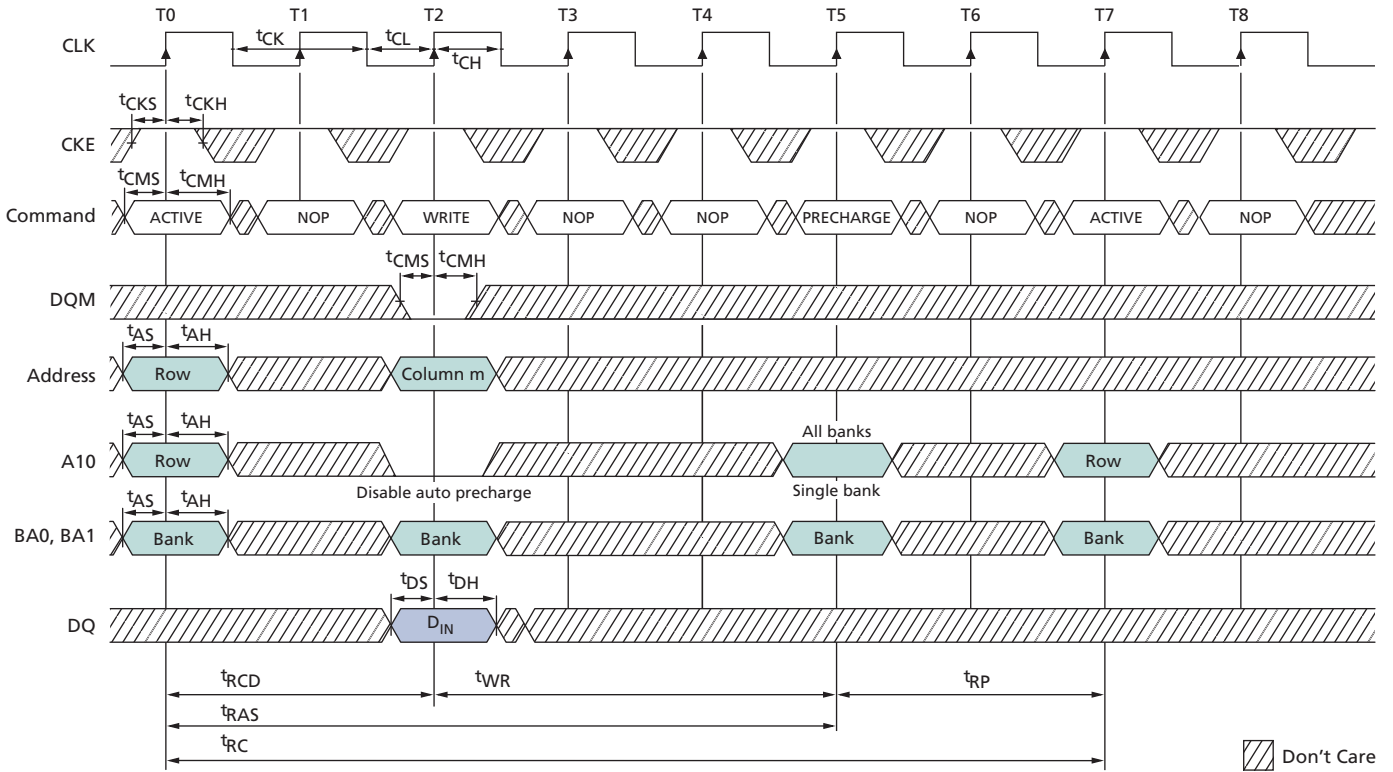 T0 T1 T2 T3 T4 T5 T6 T7 T8
CLK
tCK tCL
tCH
tCKS tCKH
CKE
tCMS tCMH
Command ACTIVE NOP WRITE NOP NOP PRECHARGE NOP ACTIVE NOP
tCMS tCMH
DQM
tAS tAH
Address Row Column m
tAS tAH All banks
A10 Row Row
Disable auto precharge Single bank
tAS tAH
BA0, BA1 Bank Bank Bank Bank
tDS tDH
DQ DIN
tRCD tWR tRP
tRAS
tRC
Don't Care